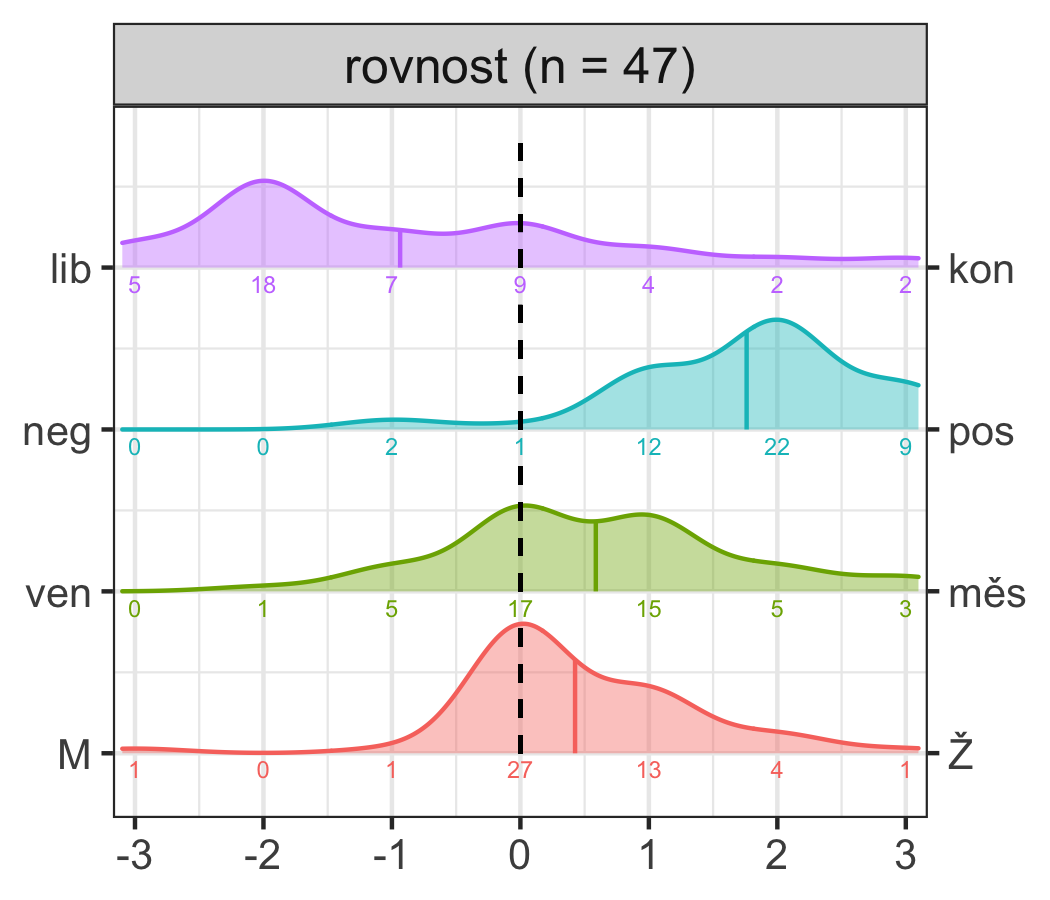 rovnost (n = 47)
lib kon
5 18 7 9 4 2 2
neg pos
0 0 2 1 12 22 9
ven měs
0 1 5 17 15 5 3
M Ž
1 0 1 27 13 4 1
-3 -2 -1 0 1 2 3